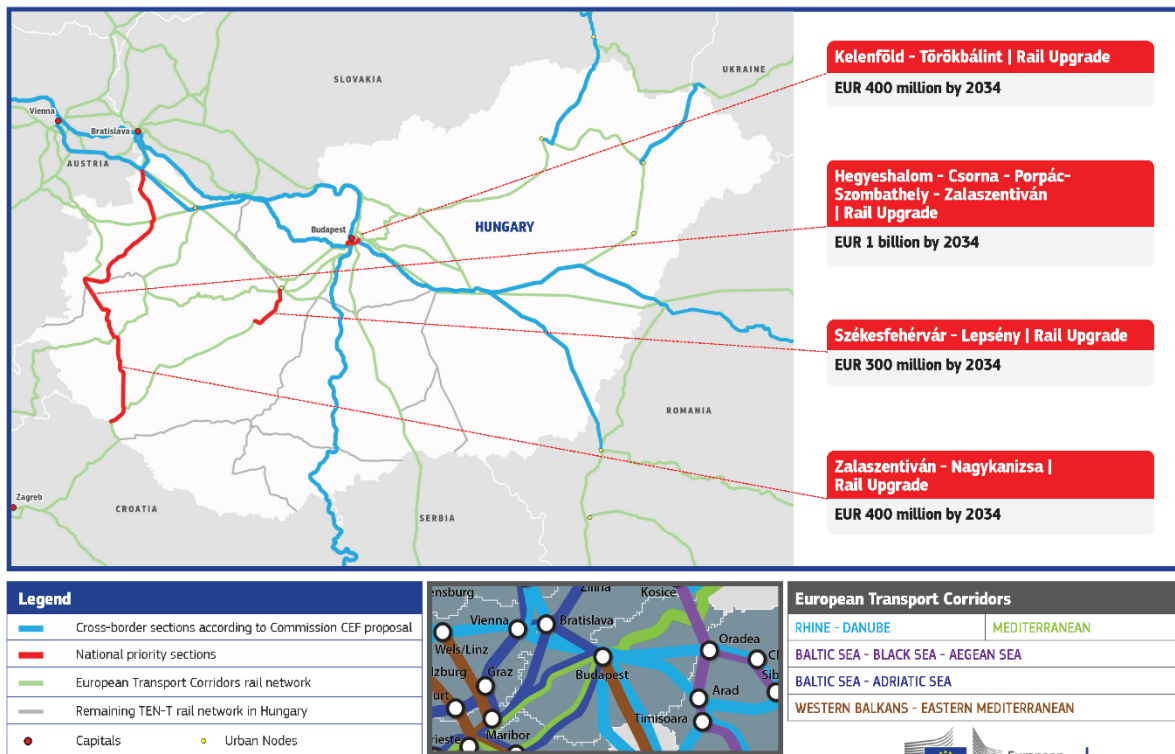 SLOVAKIA
UKRAINE
Vienna
Bratislava
AUSTRIA
Budapest
HUNGARY
ROMANIA
Zagreb
CROATIA
SERBIA
Kelenföld - Törökbálint | Rail Upgrade
EUR 400 million by 2034
Hegyeshalom - Csorna - Porpác-
Szombathely - Zalaszentiván
| Rail Upgrade
EUR 1 billion by 2034
Székesfehérvár - Lepsény | Rail Upgrade
EUR 300 million by 2034
Zalaszentiván - Nagykanizsa |
Rail Upgrade
EUR 400 million by 2034
Legend
Cross-border sections according to Commission CEF proposal
National priority sections
European Transport Corridors rail network
Remaining TEN-T rail network in Hungary
Capitals
Urban Nodes
ensburg
Zilina
Kosice
Vienna
Bratislava
Wels/Linz
Oradea
Budapest
lzburg
Graz
Sib
Arad
Timisoara
Maribor
rieste
European Transport Corridors
RHINE - DANUBE
MEDITERRANEAN
BALTIC SEA - BLACK SEA - AEGEAN SEA
BALTIC SEA - ADRIATIC SEA
WESTERN BALKANS - EASTERN MEDITERRANEAN